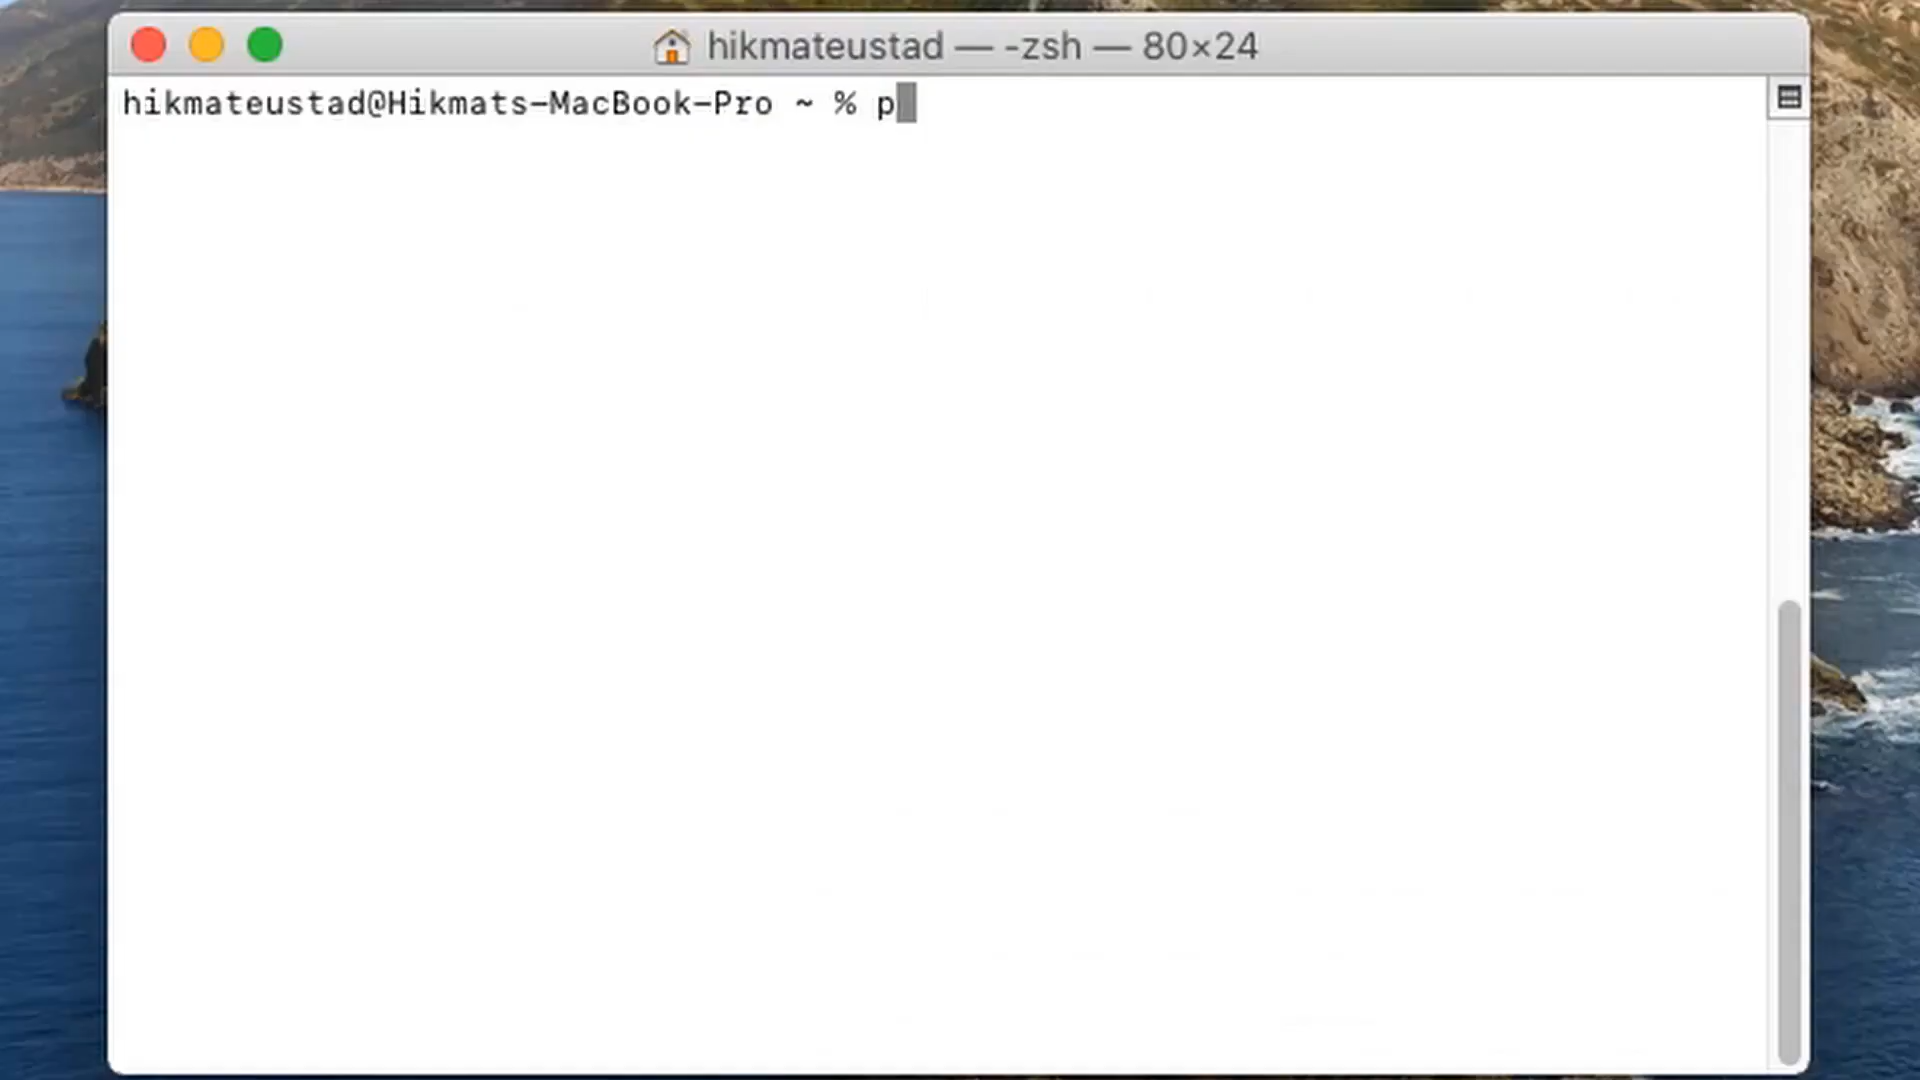 hikmateustad — -zsh — 80×24
hikmateustad@Hikmats-MacBook-Pro ~ % p